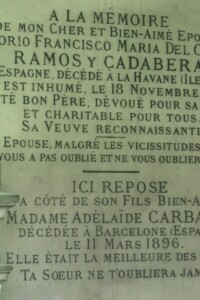 A LA MÉMOIRE
DE MON CHER ET BIEN-AIMÉ EPO
ORIO FRANCISCO MARIA DEL C
RAMOS Y CADABERA
ESPAGNE, DÉCÉDÉ A LA HAVANE (ILE
EST INHUMÉ, LE 18 NOVEMBRE
TÉ BON PÈRE, DÉVOUÉ POUR SA
ET CHARITABLE POUR TOUS.
SA VEUVE RECONNAISSANTE
EPOUSE, MALGRÉ LES VICISSITUDES
VOUS A PAS OUBLIÉ ET NE VOUS OUBLIER
ICI REPOSE
A CÔTÉ DE SON FILS BIEN-A
MADAME ADÉLAÏDE CARBA
DÉCÉDÉE A BARCELONE (ESPA
LE 11 MARS 1896.
ELLE ÉTAIT LA MEILLEURE DES
TA SŒUR NE T'OUBLIERA JAM